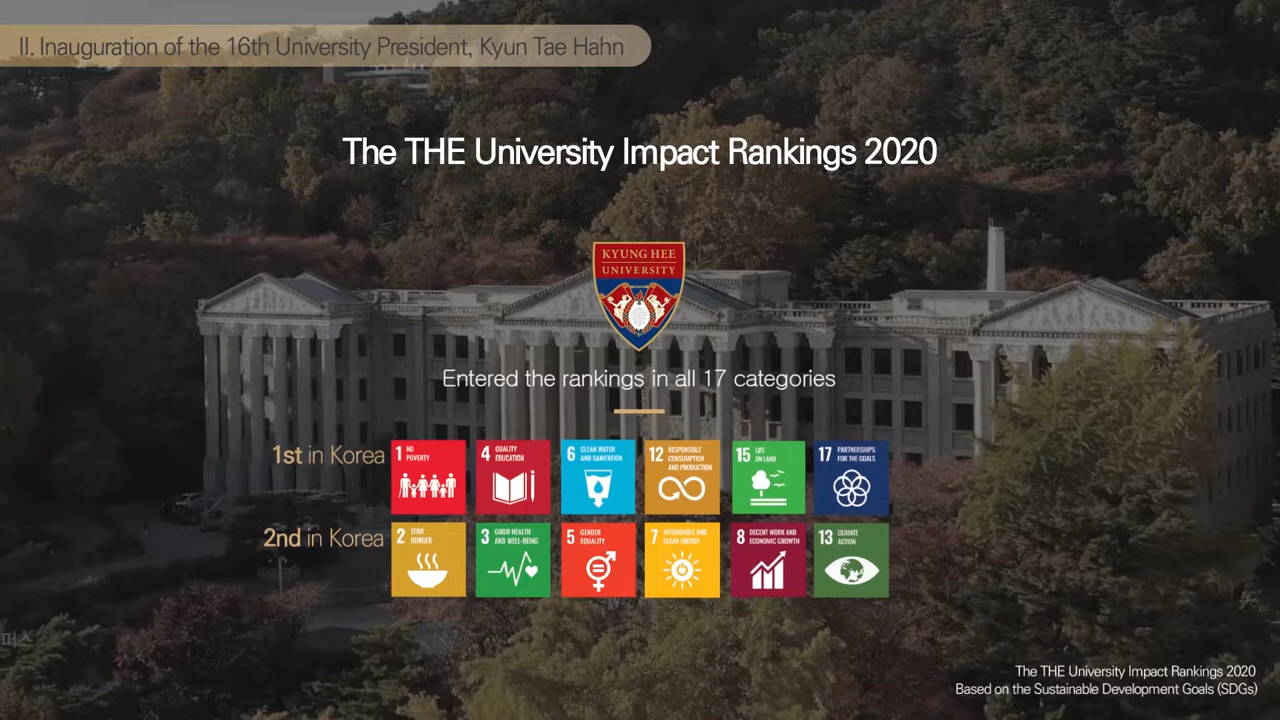 II. Inauguration of the 16th University President, Kyun Tae Hahn
The THE University Impact Rankings 2020
KYUNG HEE
UNIVERSITY
Entered the rankings in all 17 categories
1st in Korea
1 NO
POVERTY
4 QUALITY
EDUCATION
6 CLEAN WATER
AND SANITATION
12 RESPONSIBLE
CONSUMPTION
AND PRODUCTION
15 LIFE
ON LAND
17 PARTNERSHIPS
FOR THE GOALS
2nd in Korea
2 ZERO
HUNGER
3 GOOD HEALTH
AND WELL-BEING
5 GENDER
EQUALITY
7 AFFORDABLE AND
CLEAN ENERGY
8 DECENT WORK AND
ECONOMIC GROWTH
13 CLIMATE
ACTION
퍼스
The THE University Impact Rankings 2020
Based on the Sustainable Development Goals (SDGs)